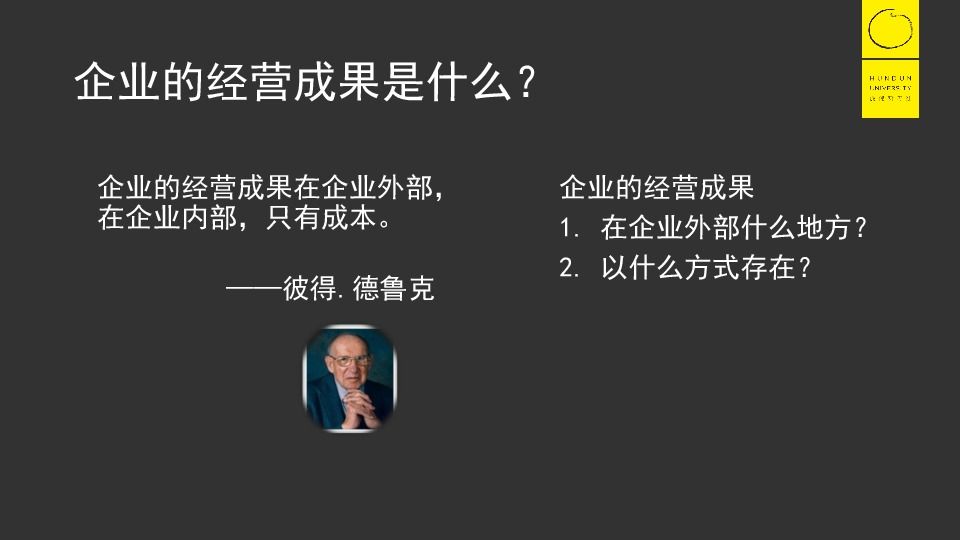 企业的经营成果是什么？
HUNDUN
UNIVERSITY
企业的经营成果在企业外部，
在企业内部，只有成本。
——彼得.德鲁克
企业的经营成果
1. 在企业外部什么地方？
2. 以什么方式存在？